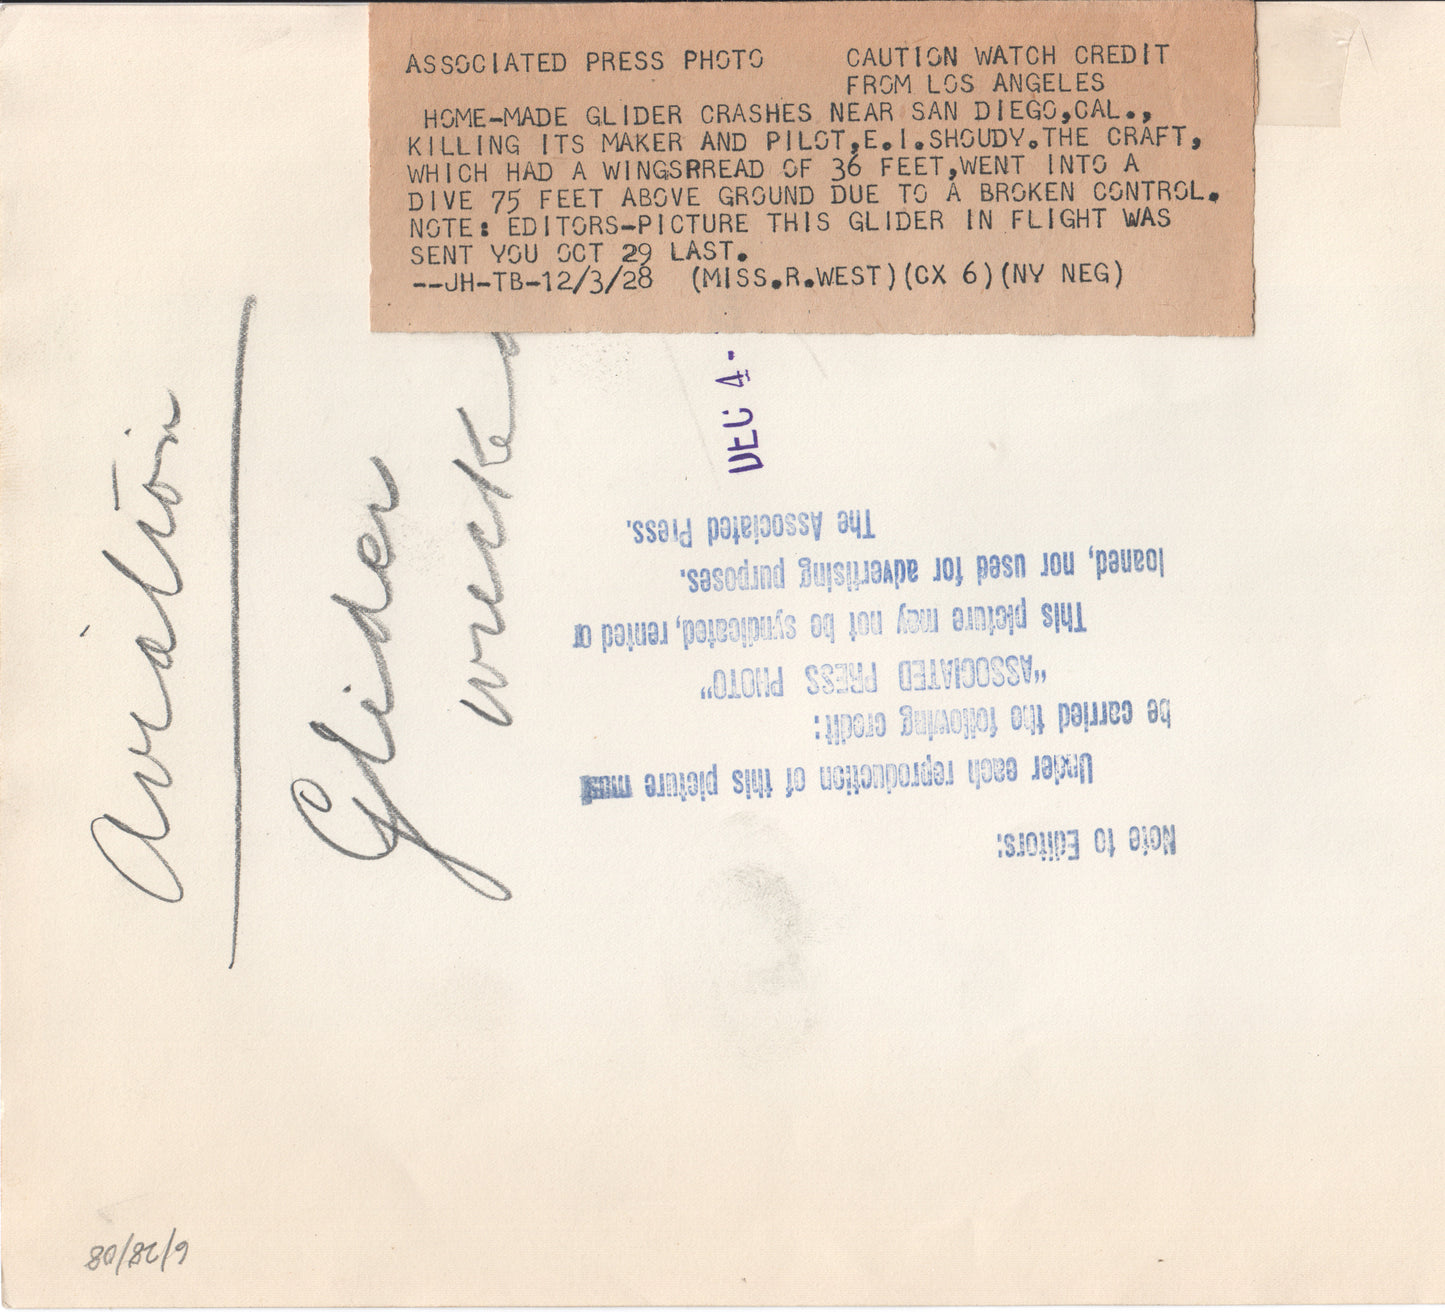 ASSOCIATED PRESS PHOTO CAUTION WATCH CREDIT
FROM LOS ANGELES
HOME-MADE GLIDER CRASHES NEAR SAN DIEGO,CAL.,
KILLING ITS MAKER AND PILOT,E.I.SHOUDY.THE CRAFT,
WHICH HAD A WINGSPREAD OF 36 FEET,WENT INTO A
DIVE 75 FEET ABOVE GROUND DUE TO A BROKEN CONTROL.
NOTE: EDITORS-PICTURE THIS GLIDER IN FLIGHT WAS
SENT YOU OCT 29 LAST.
--JH-TB-12/3/28 (MISS.R.WEST)(CX 6)(NY NEG)
Aviation
Glider
DEC 4-
Note to Editors:
Under each reproduction of this picture must
be carried the following credit:
"ASSOCIATED PRESS PHOTO"
This picture may not be syndicated, rented or
loaned, nor used for advertising purposes.
The Associated Press.
6/28/08